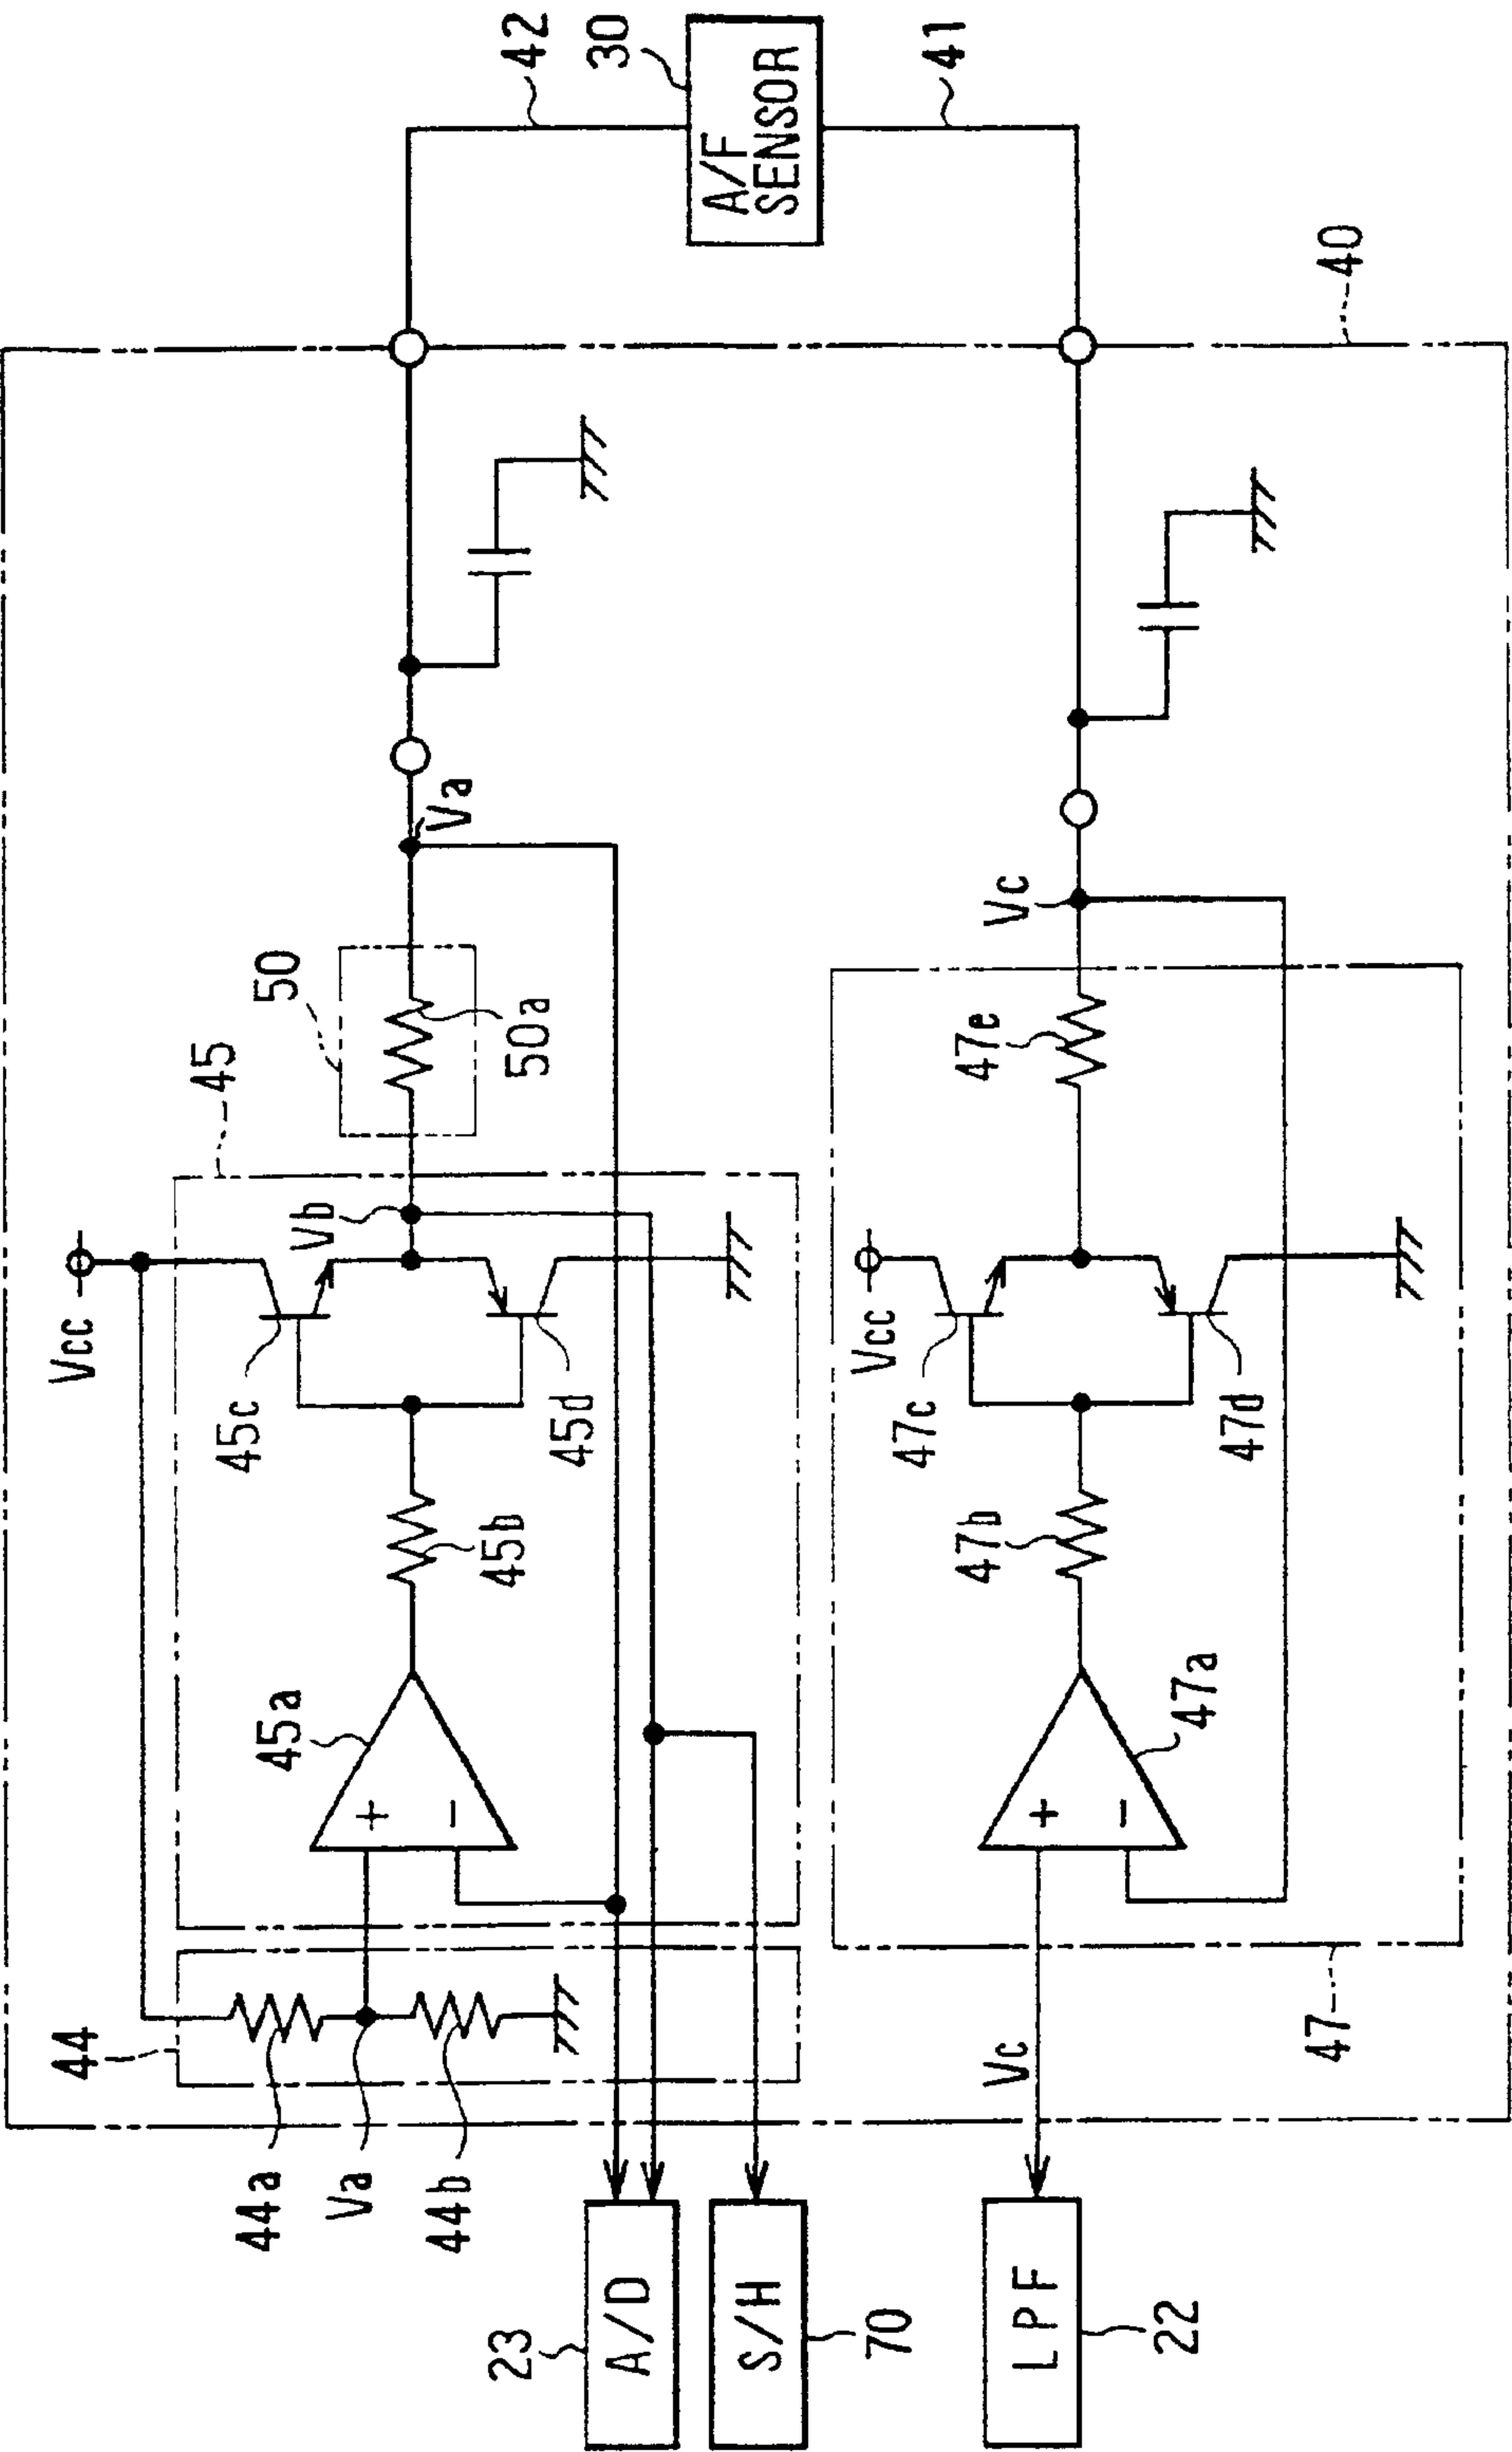 44
44a
Va
44b
45
Vcc
45a
45b
45c
45d
Vb
50
50a
Va
42
30
A/F
SENSOR
41
40
23
A/D
S/H
70
LPF
22
Vc
47
47a
47b
Vcc
47c
47d
47e
Vc
+
−
+
−